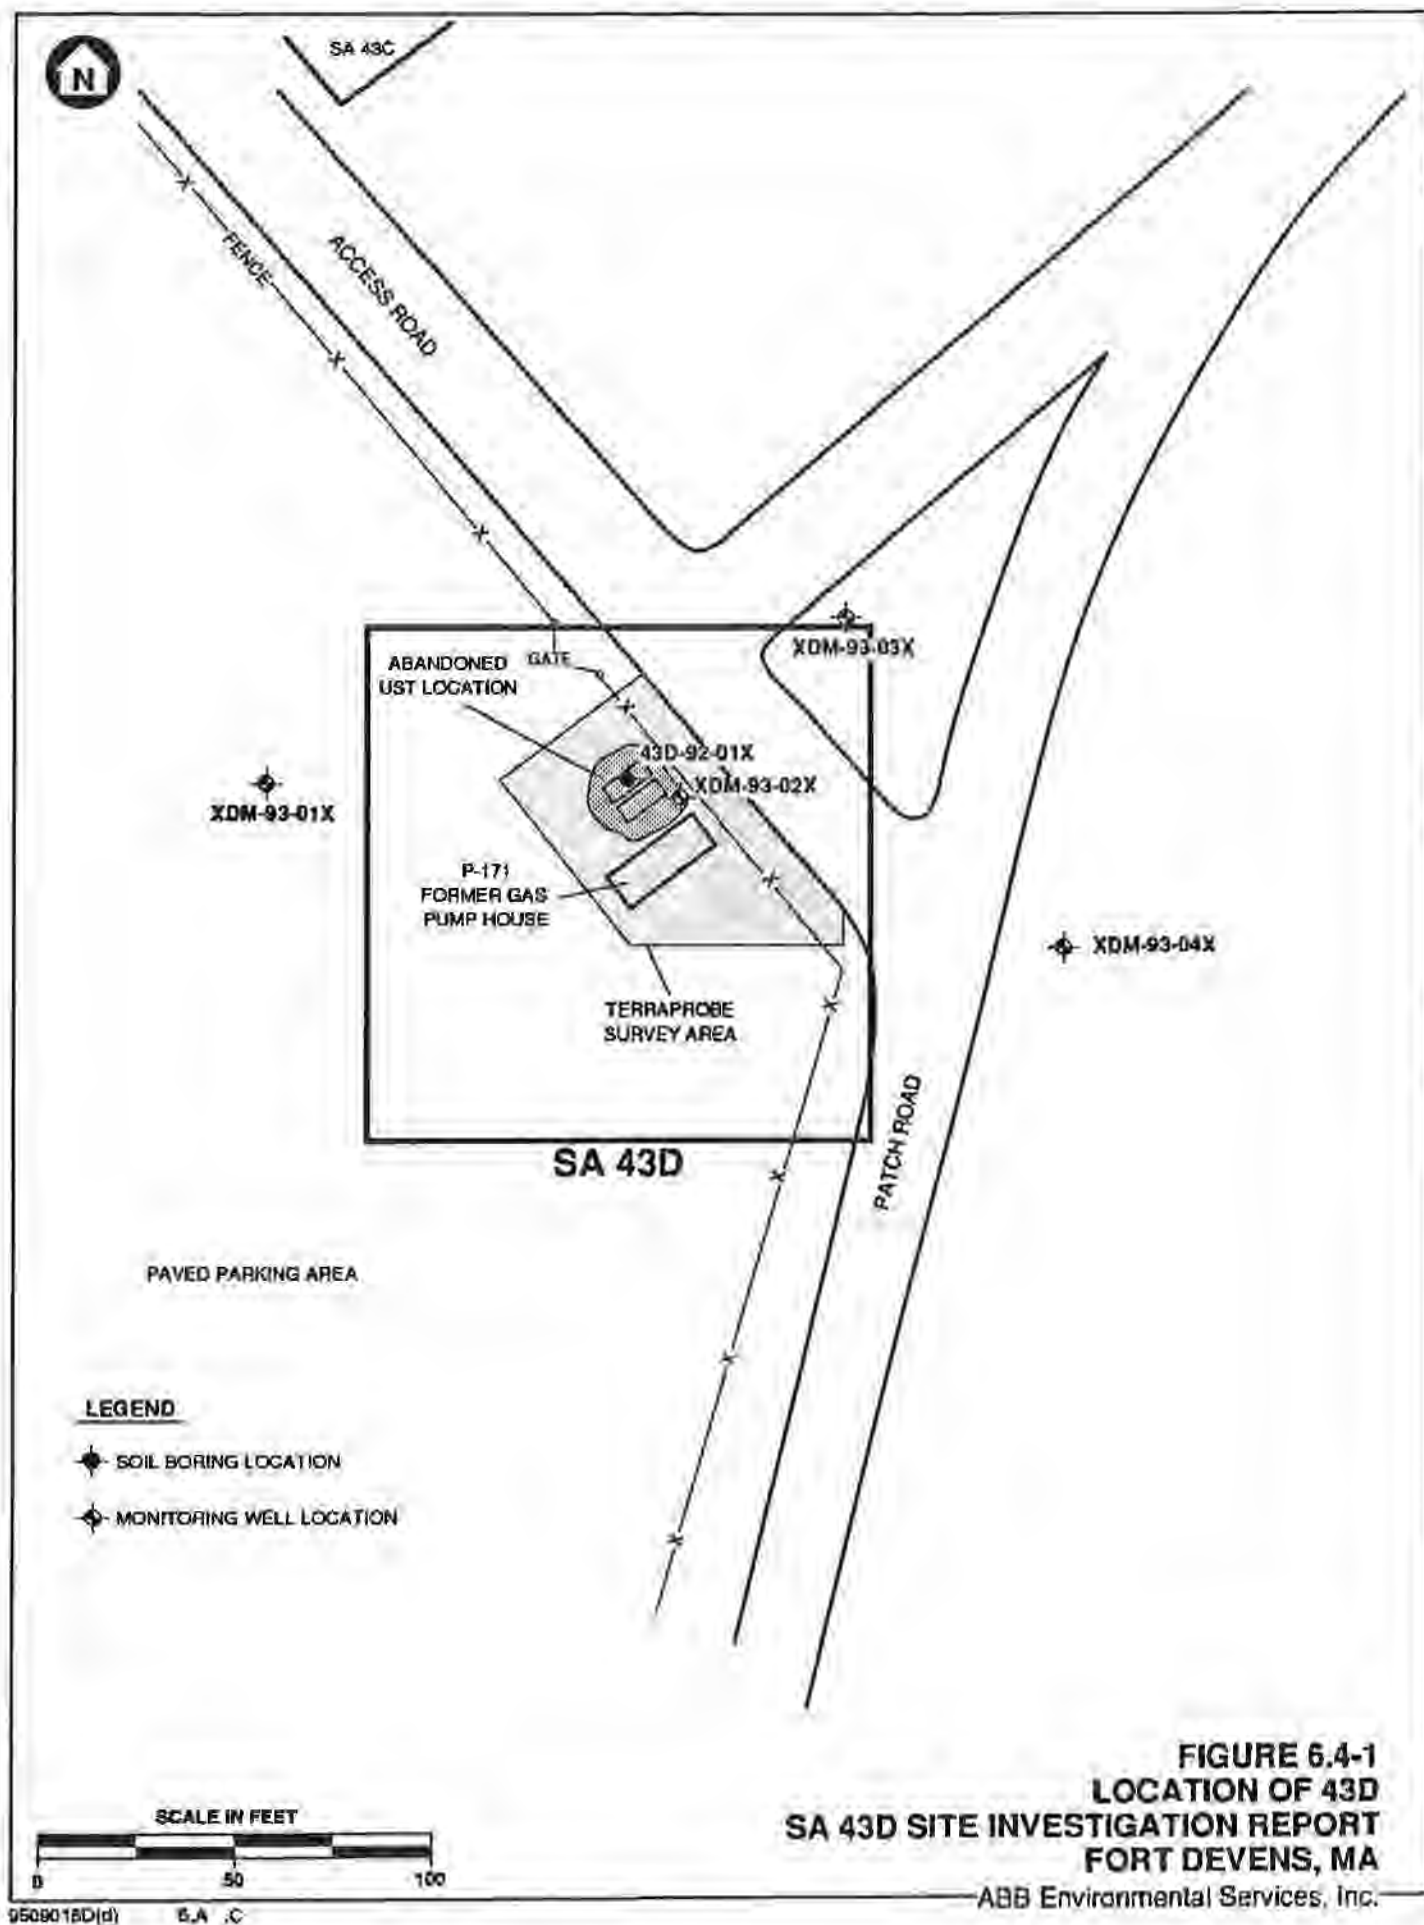 SA 43C
N
FENCE
ACCESS ROAD
XDM-93-03X
ABANDONED
UST LOCATION
GATE
43D-92-01X
XDM-93-02X
XDM-93-01X
P-171
FORMER GAS
PUMP HOUSE
XDM-93-04X
TERRAPROBE
SURVEY AREA
PATCH ROAD
SA 43D
PAVED PARKING AREA
LEGEND
SOIL BORING LOCATION
MONITORING WELL LOCATION
FIGURE 6.4-1
LOCATION OF 43D
SA 43D SITE INVESTIGATION REPORT
FORT DEVENS, MA
ABB Environmental Services, Inc.
SCALE IN FEET
0 50 100
9509018D(d)